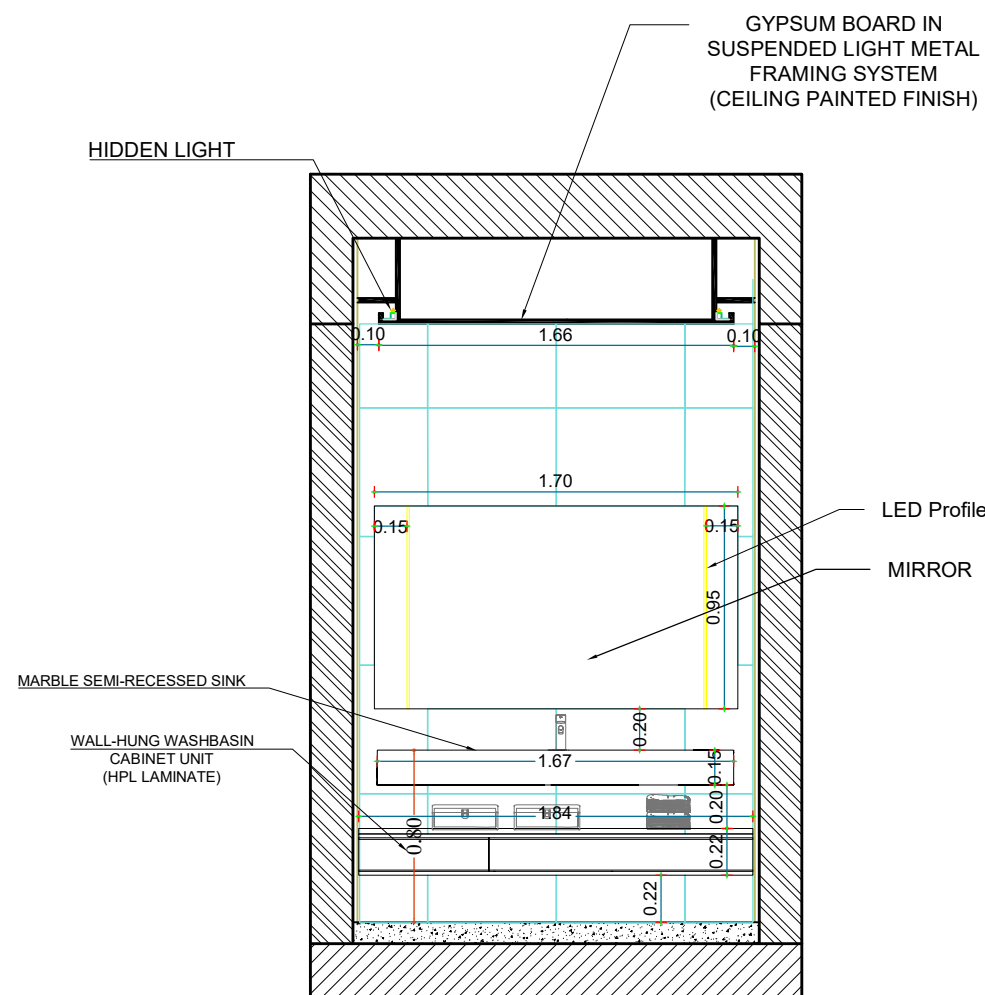 GYPSUM BOARD IN
SUSPENDED LIGHT METAL
FRAMING SYSTEM
(CEILING PAINTED FINISH)
HIDDEN LIGHT
0.10
1.66
0.10
1.70
0.15
0.15
LED Profile
MIRROR
0.95
MARBLE SEMI-RECESSED SINK
0.20
WALL-HUNG WASHBASIN
CABINET UNIT
(HPL LAMINATE)
1.67
0.15
0.20
1.84
0.80
0.22
0.22